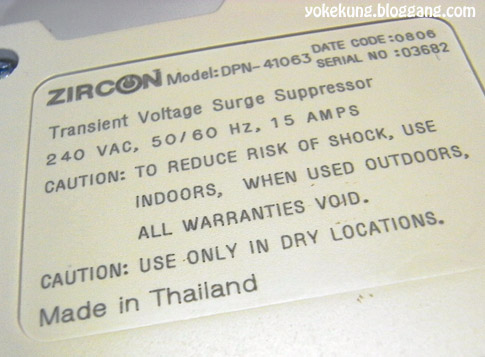 yokekung.bloggang.com
ZIRCON Model: DPN-41063 DATE CODE: 0806
SERIAL NO : 03682
Transient Voltage Surge Suppressor
240 VAC, 50/60 Hz, 15 AMPS
CAUTION: TO REDUCE RISK OF SHOCK, USE
INDOORS, WHEN USED OUTDOORS,
ALL WARRANTIES VOID.
CAUTION: USE ONLY IN DRY LOCATIONS.
Made in Thailand